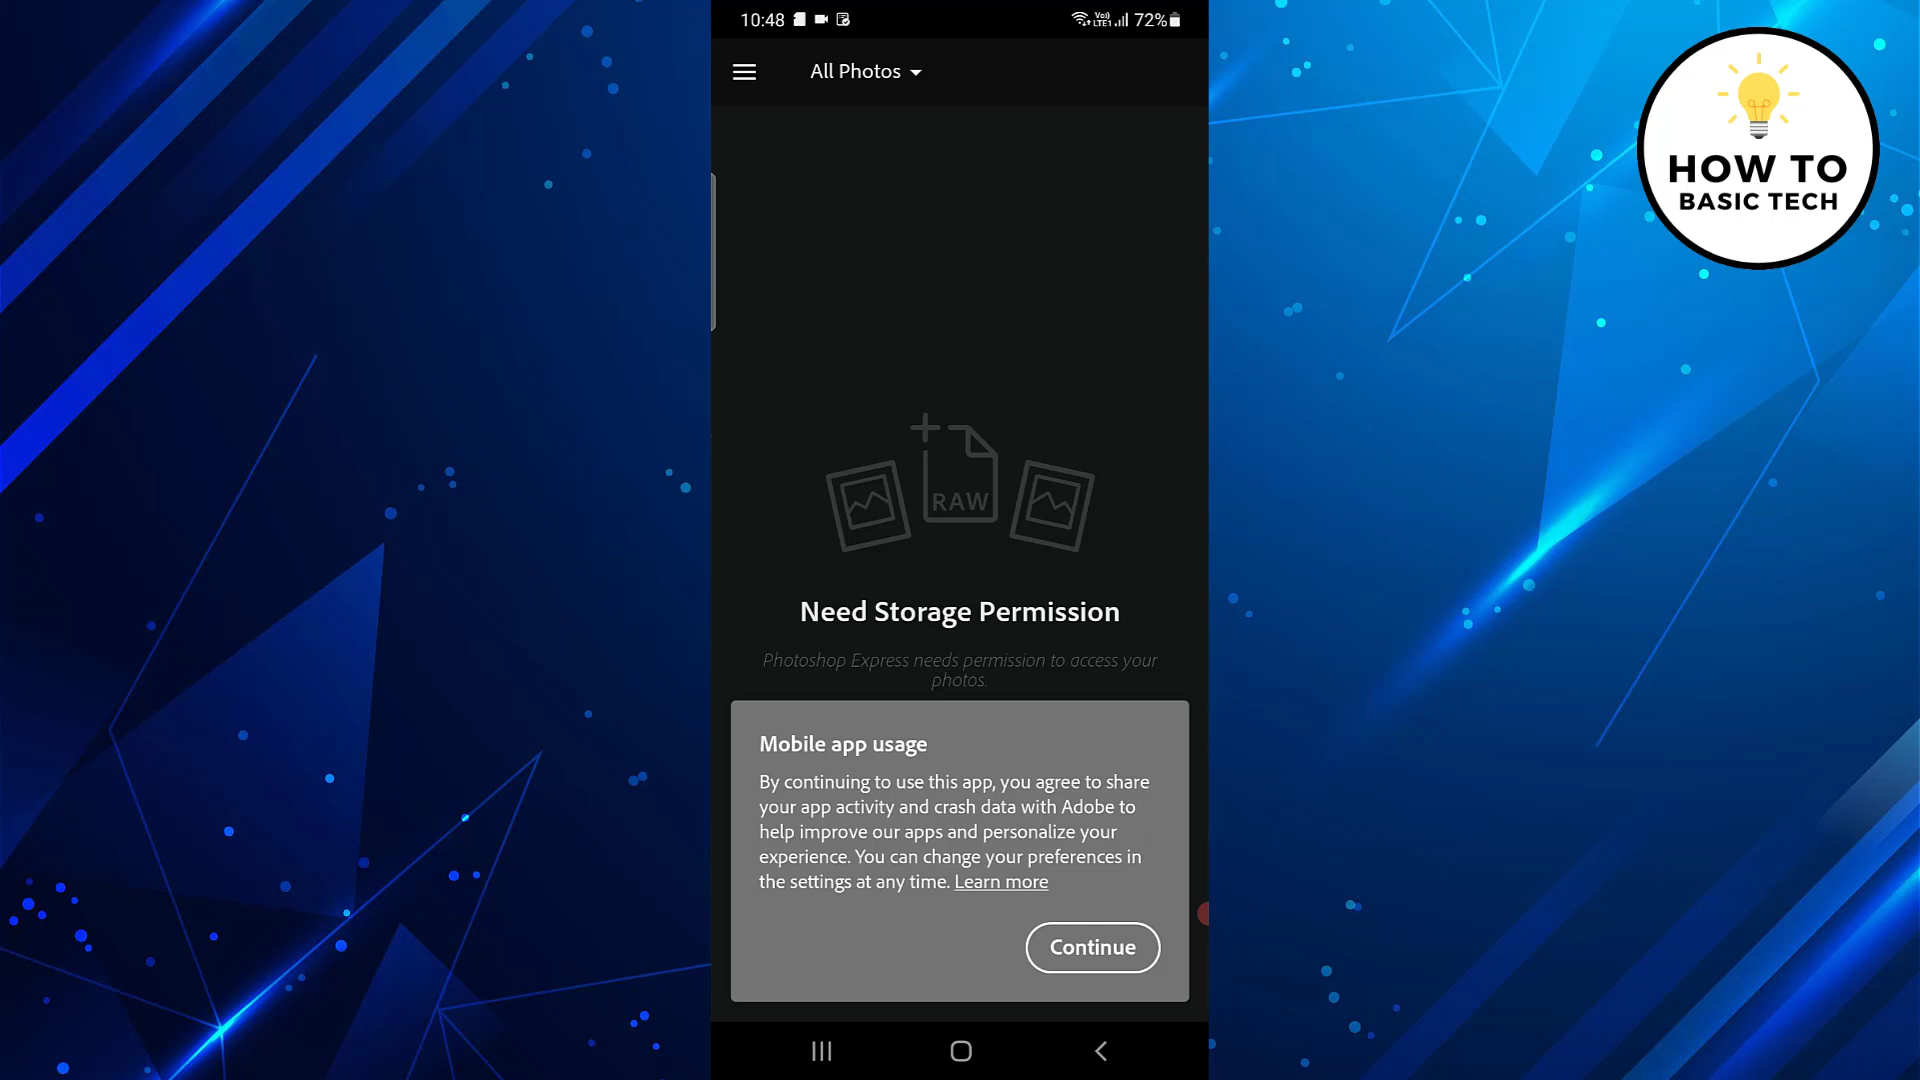 10:48
Vo)) LTE1 72%
All Photos
HOW TO
BASIC TECH
RAW
Need Storage Permission
Photoshop Express needs permission to access your
photos.
Mobile app usage
By continuing to use this app, you agree to share
your app activity and crash data with Adobe to
help improve our apps and personalize your
experience. You can change your preferences in
the settings at any time. Learn more
Continue